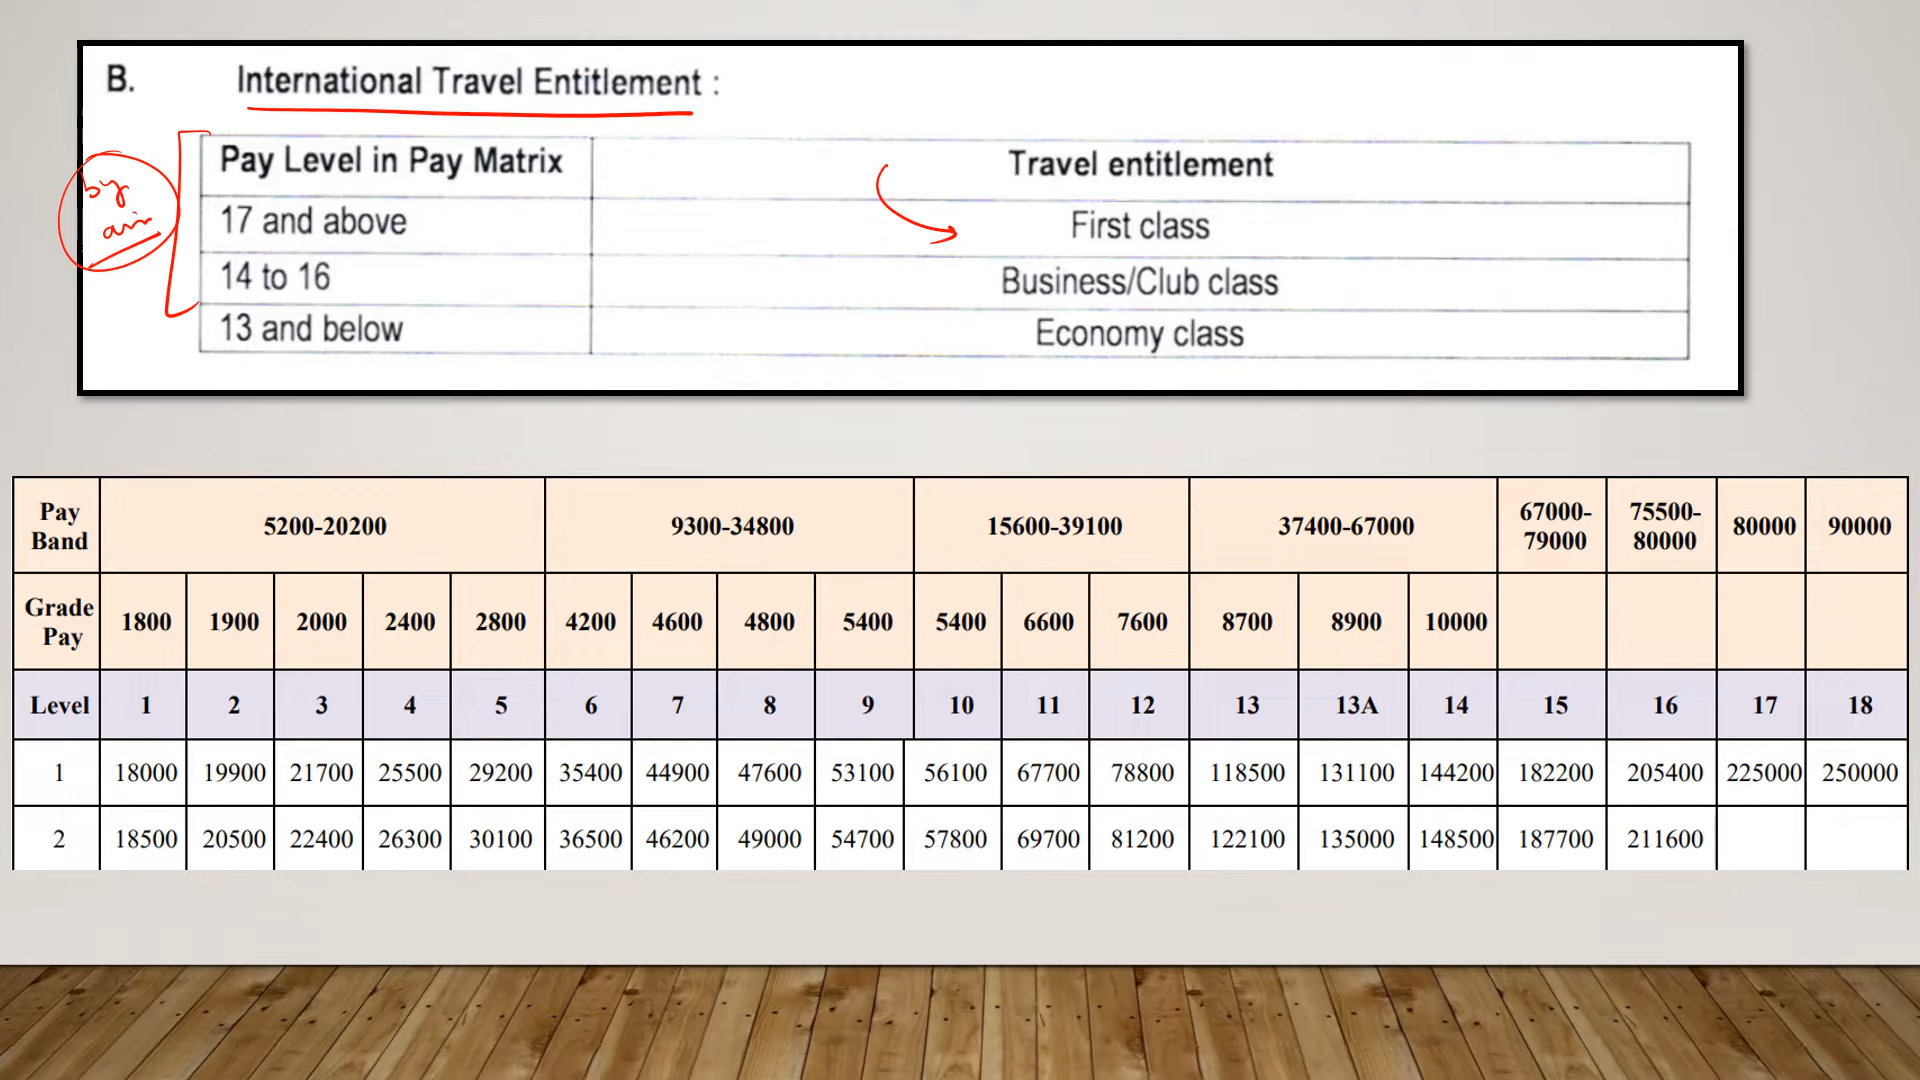 B. International Travel Entitlement :
by
air
Pay Level in Pay Matrix Travel entitlement
17 and above First class
14 to 16 Business/Club class
13 and below Economy class
Pay Band 5200-20200 9300-34800 15600-39100 37400-67000 67000-79000 75500-80000 80000 90000
Grade Pay 1800 1900 2000 2400 2800 4200 4600 4800 5400 5400 6600 7600 8700 8900 10000
Level 1 2 3 4 5 6 7 8 9 10 11 12 13 13A 14 15 16 17 18
1 18000 19900 21700 25500 29200 35400 44900 47600 53100 56100 67700 78800 118500 131100 144200 182200 205400 225000 250000
2 18500 20500 22400 26300 30100 36500 46200 49000 54700 57800 69700 81200 122100 135000 148500 187700 211600